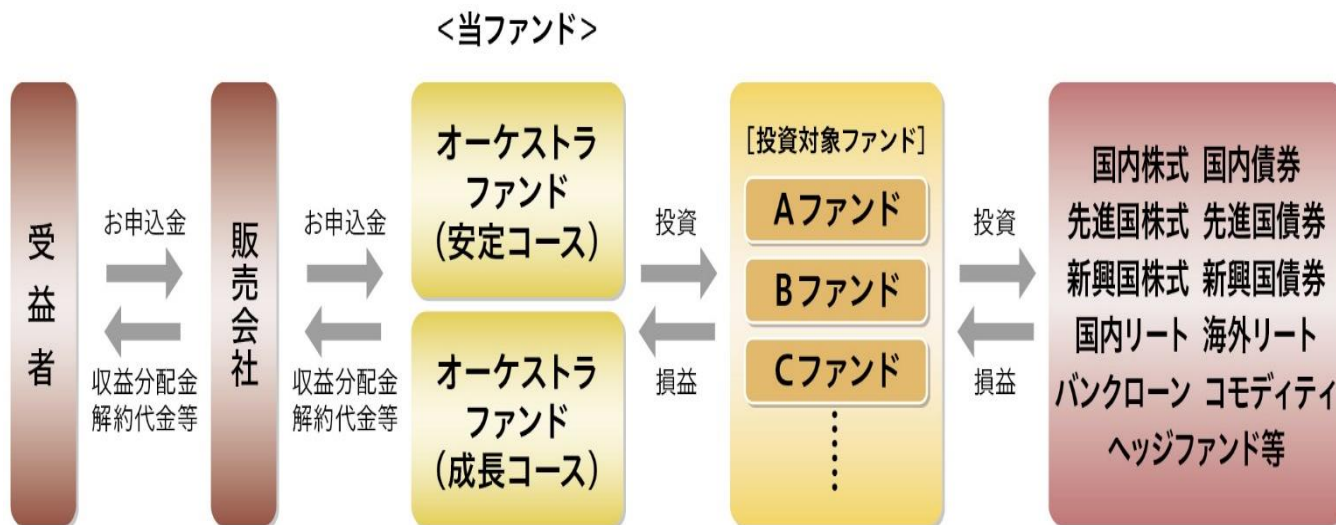 <当ファンド>
受益者
お申込金
収益分配金
解約代金等
販売会社
お申込金
収益分配金
解約代金等
オーケストラ
ファンド
(安定コース)
オーケストラ
ファンド
(成長コース)
投資
損益
[投資対象ファンド]
Aファンド
Bファンド
Cファンド
投資
損益
国内株式 国内債券
先進国株式 先進国債券
新興国株式 新興国債券
国内リート 海外リート
バンクローン コモディティ
ヘッジファンド等